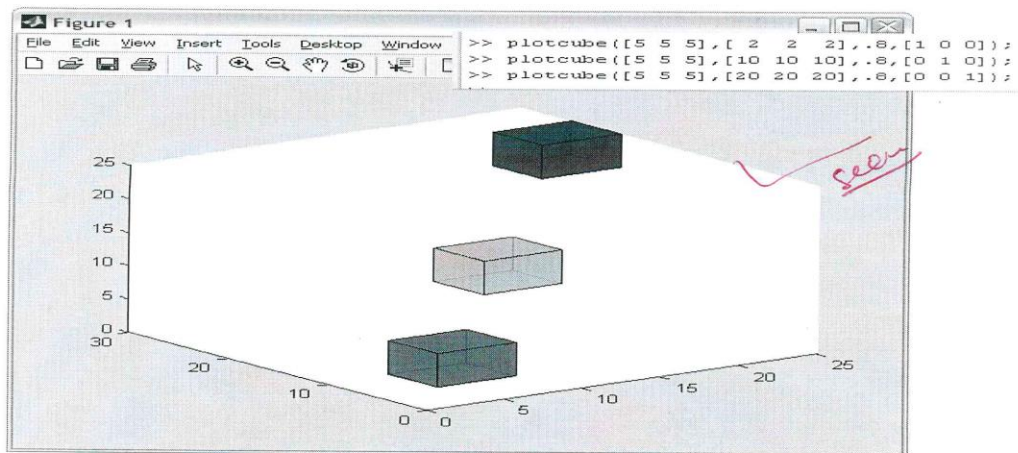 Figure 1
File Edit View Insert Tools Desktop Window
>> plotcube([5 5 5],[ 2 2 2],.8,[1 0 0]);
>> plotcube([5 5 5],[10 10 10],.8,[0 1 0]);
>> plotcube([5 5 5],[20 20 20],.8,[0 0 1]);
seen
25
20
15
10
5
0
30
20
10
0
0
5
10
15
20
25